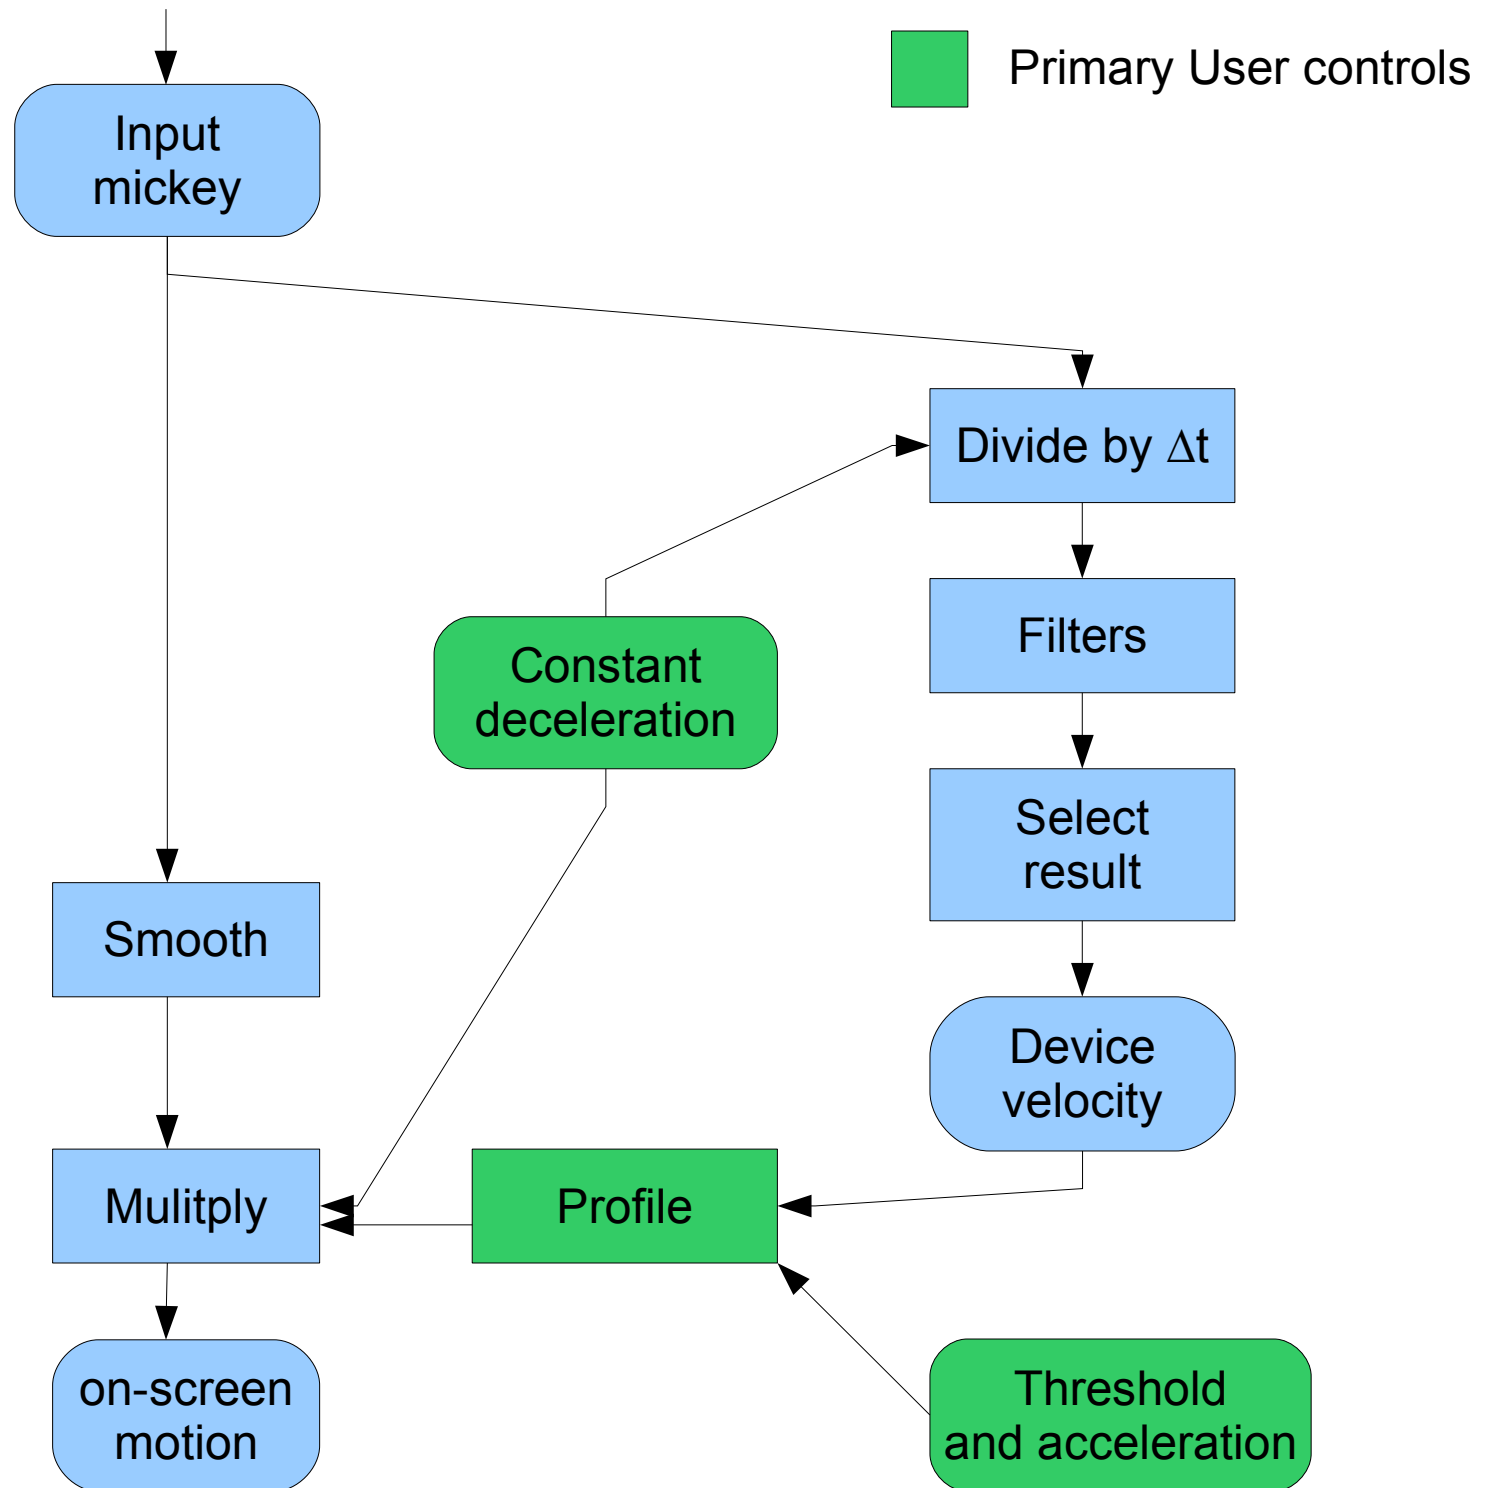 Primary User controls
Input
mickey
Divide by Δt
Filters
Constant
deceleration
Select
result
Smooth
Device
velocity
Mulitply
Profile
on-screen
motion
Threshold
and acceleration